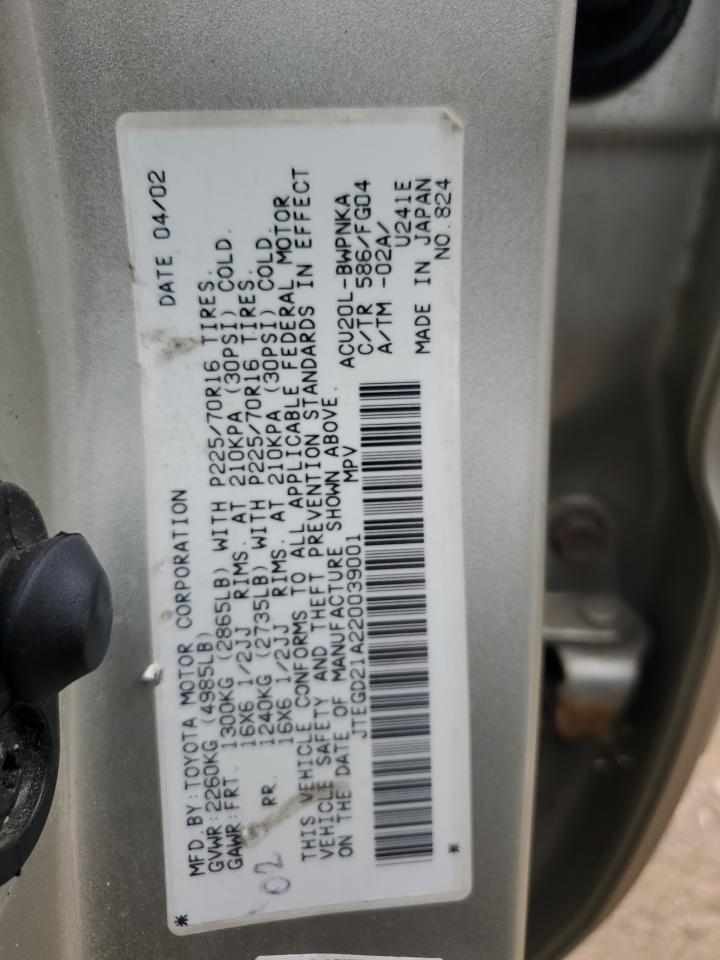 MFD. BY: TOYOTA MOTOR CORPORATION DATE 04/02
GVWR: 2260KG (4985LB)
GAWR: FRT. 1300KG (2865LB) WITH P225/70R16 TIRES.
16X6 1/2JJ RIMS. AT 210KPA (30PSI) COLD.
RR. 1240KG (2735LB) WITH P225/70R16 TIRES.
16X6 1/2JJ RIMS. AT 210KPA (30PSI) COLD.
THIS VEHICLE CONFORMS TO ALL APPLICABLE FEDERAL MOTOR
VEHICLE SAFETY AND THEFT PREVENTION STANDARDS IN EFFECT
ON THE DATE OF MANUFACTURE SHOWN ABOVE.
JTEGD21A220039001 MPV
ACU20L-BWPNKA
C/TR 586/FG04
A/TM -02A/
U241E
MADE IN JAPAN
NO. 824
* *
02